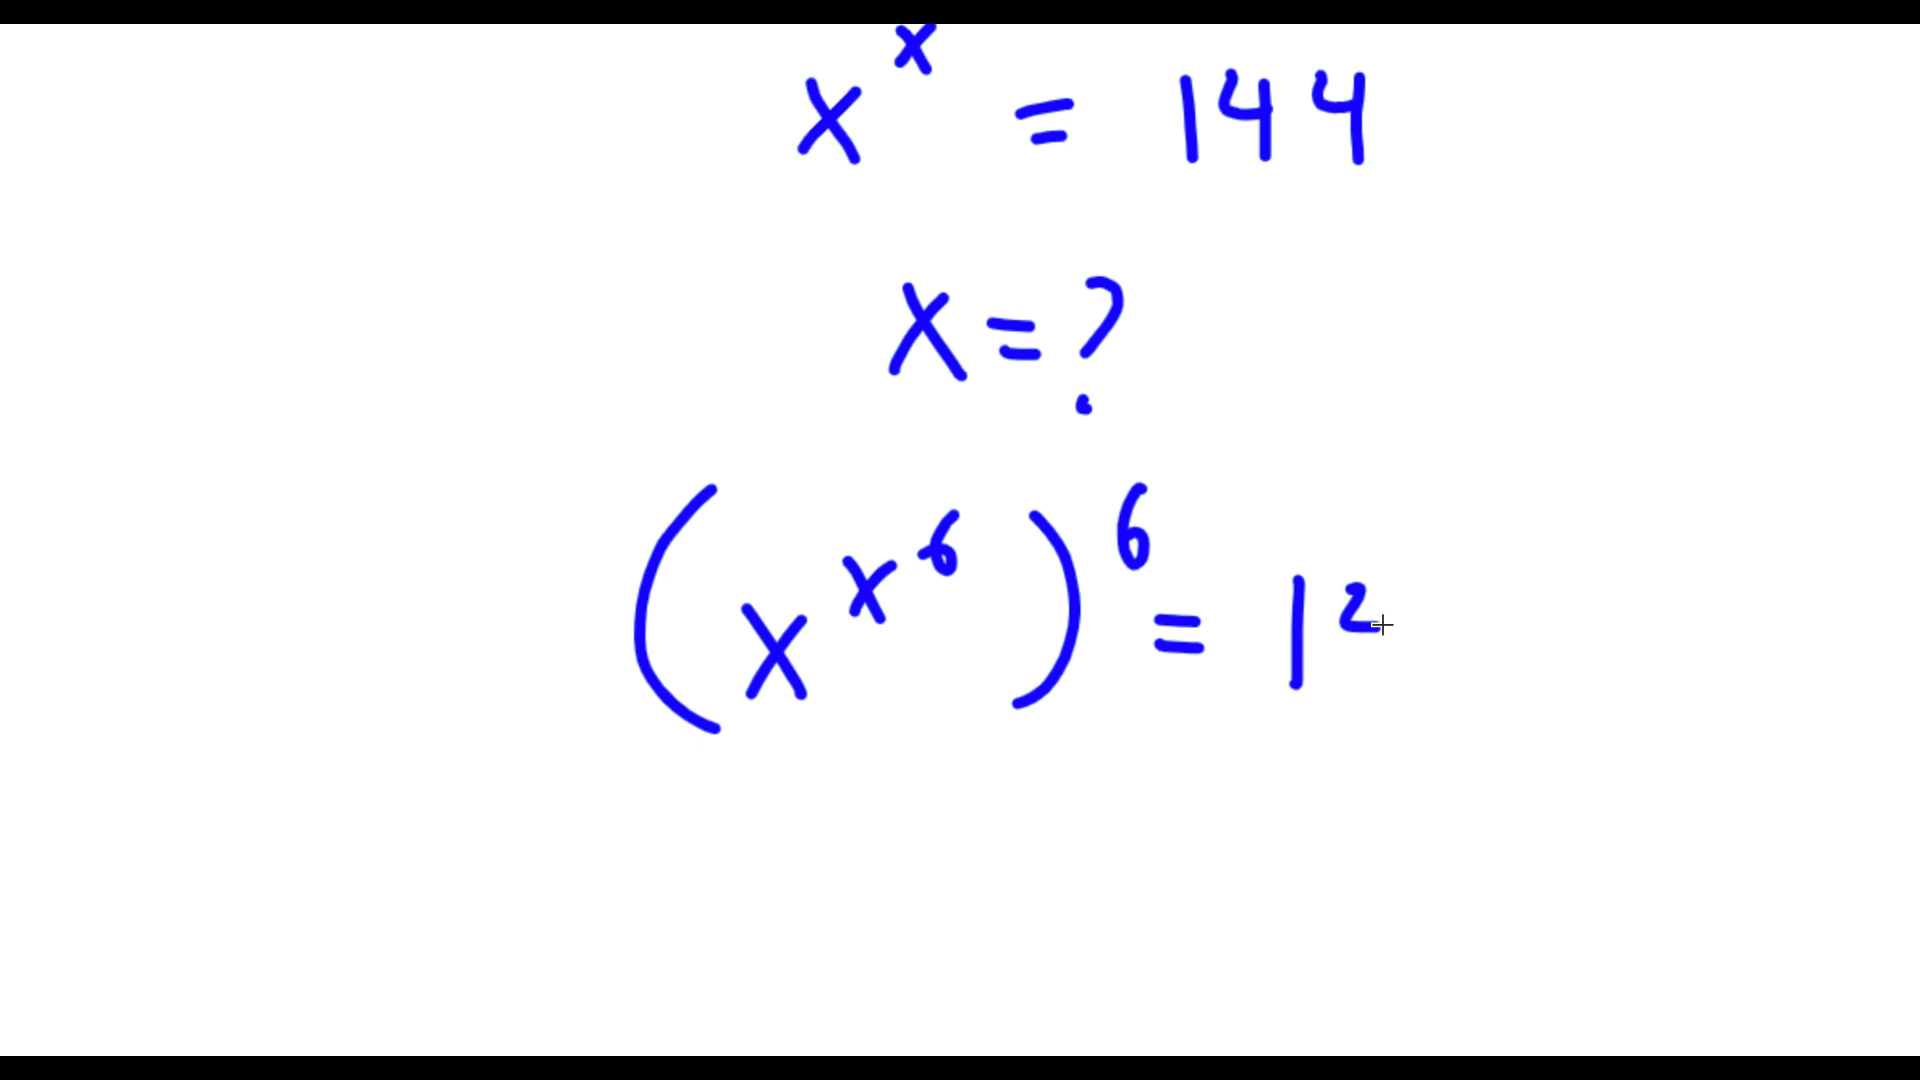 x^x = 144
x = ?
(x^{x^6})^6 = 12